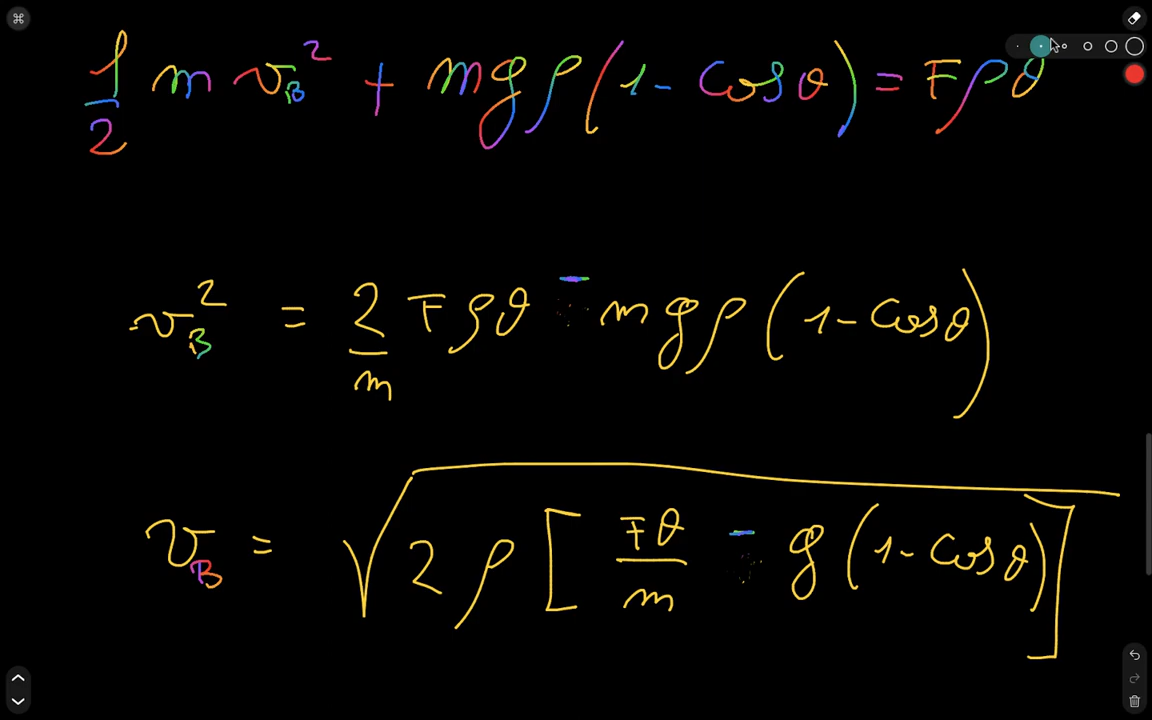 1/2 m v_B^2 + mgρ(1 - cosθ) = Fρθ
v_B^2 = 2/m Fρθ - mgρ(1 - cosθ)
v_B = √(2ρ[Fθ/m - g(1 - cosθ)])